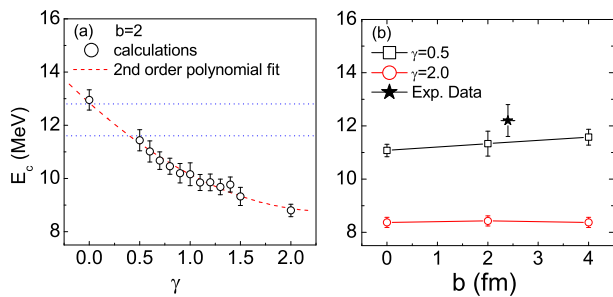 (a)
b=2
calculations
2nd order polynomial fit
E_c (MeV)
16
14
12
10
8
0.0 0.5 1.0 1.5 2.0
γ
(b)
γ=0.5
γ=2.0
Exp. Data
16
14
12
10
8
0 2 4
b (fm)